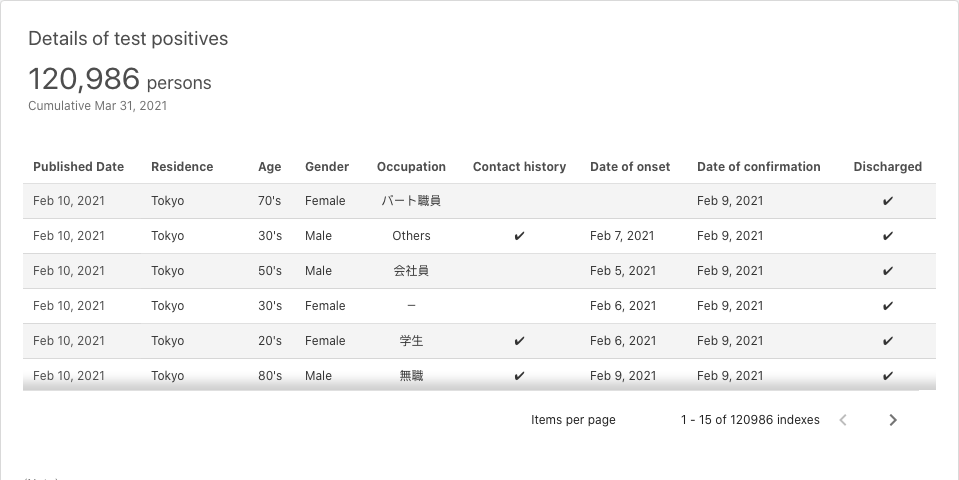 Details of test positives
120,986 persons
Cumulative Mar 31, 2021
Published Date Residence Age Gender Occupation Contact history Date of onset Date of confirmation Discharged
Feb 10, 2021 Tokyo 70's Female パート職員 Feb 9, 2021 ✔
Feb 10, 2021 Tokyo 30's Male Others ✔ Feb 7, 2021 Feb 9, 2021 ✔
Feb 10, 2021 Tokyo 50's Male 会社員 Feb 5, 2021 Feb 9, 2021 ✔
Feb 10, 2021 Tokyo 30's Female − Feb 6, 2021 Feb 9, 2021 ✔
Feb 10, 2021 Tokyo 20's Female 学生 ✔ Feb 6, 2021 Feb 9, 2021 ✔
Feb 10, 2021 Tokyo 80's Male 無職 ✔ Feb 9, 2021 Feb 9, 2021 ✔
Items per page 1 - 15 of 120986 indexes